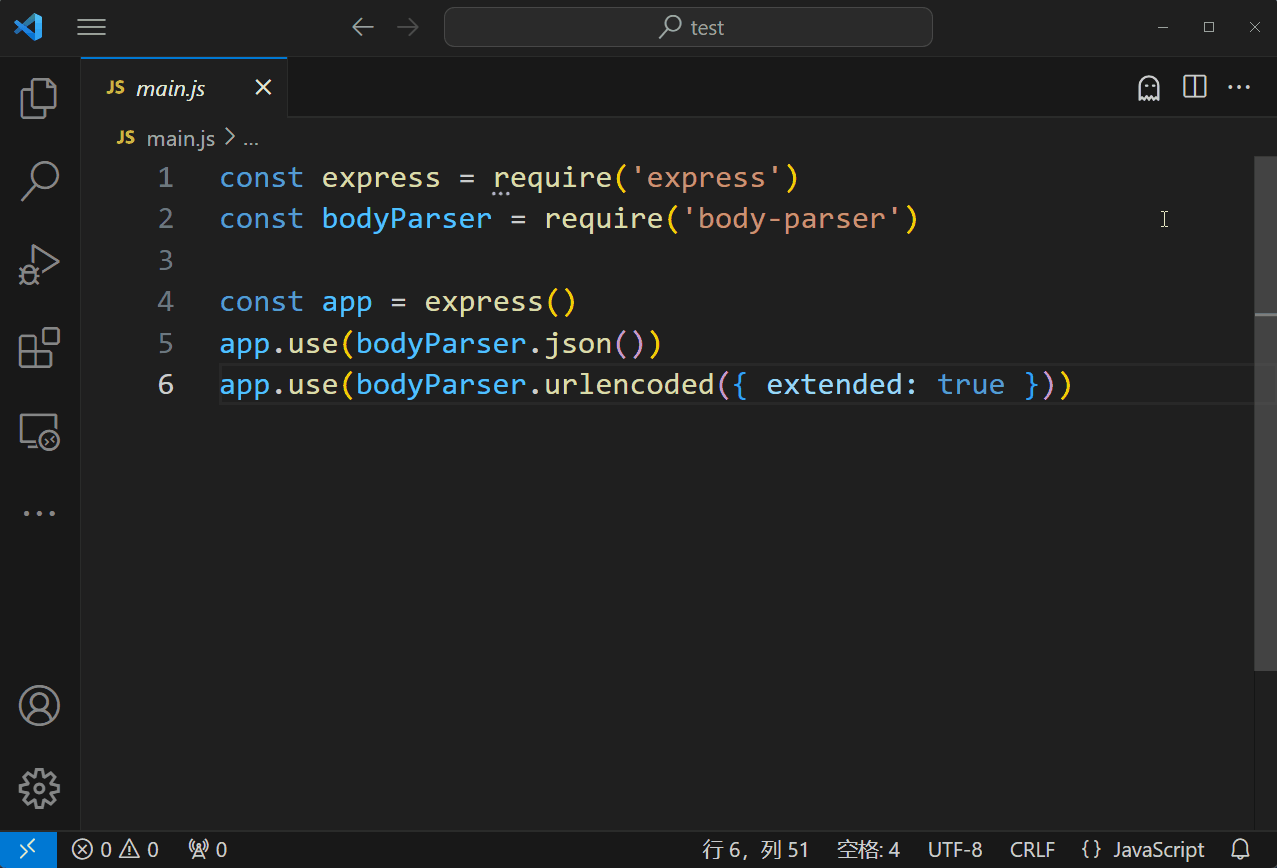 test
JS main.js
JS main.js > ...
1 const express = require('express')
2 const bodyParser = require('body-parser')
3
4 const app = express()
5 app.use(bodyParser.json())
6 app.use(bodyParser.urlencoded({ extended: true }))
0 0 0 行 6，列 51 空格: 4 UTF-8 CRLF {} JavaScript